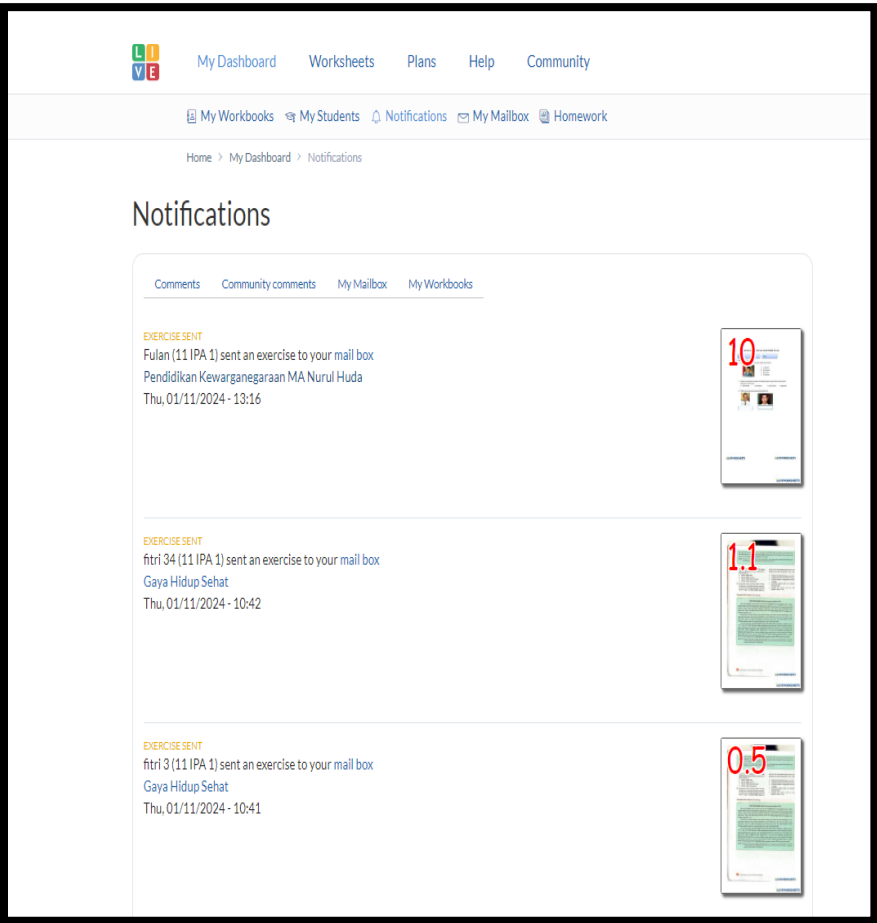 LIVE
My Dashboard Worksheets Plans Help Community
My Workbooks My Students Notifications My Mailbox Homework
Home > My Dashboard > Notifications
Notifications
Comments Community comments My Mailbox My Workbooks
EXERCISE SENT
Fulan (11 IPA 1) sent an exercise to your mail box
Pendidikan Kewarganegaraan MA Nurul Huda
Thu, 01/11/2024 - 13:16
10
EXERCISE SENT
fitri 34 (11 IPA 1) sent an exercise to your mail box
Gaya Hidup Sehat
Thu, 01/11/2024 - 10:42
1.1
EXERCISE SENT
fitri 3 (11 IPA 1) sent an exercise to your mail box
Gaya Hidup Sehat
Thu, 01/11/2024 - 10:41
0.5